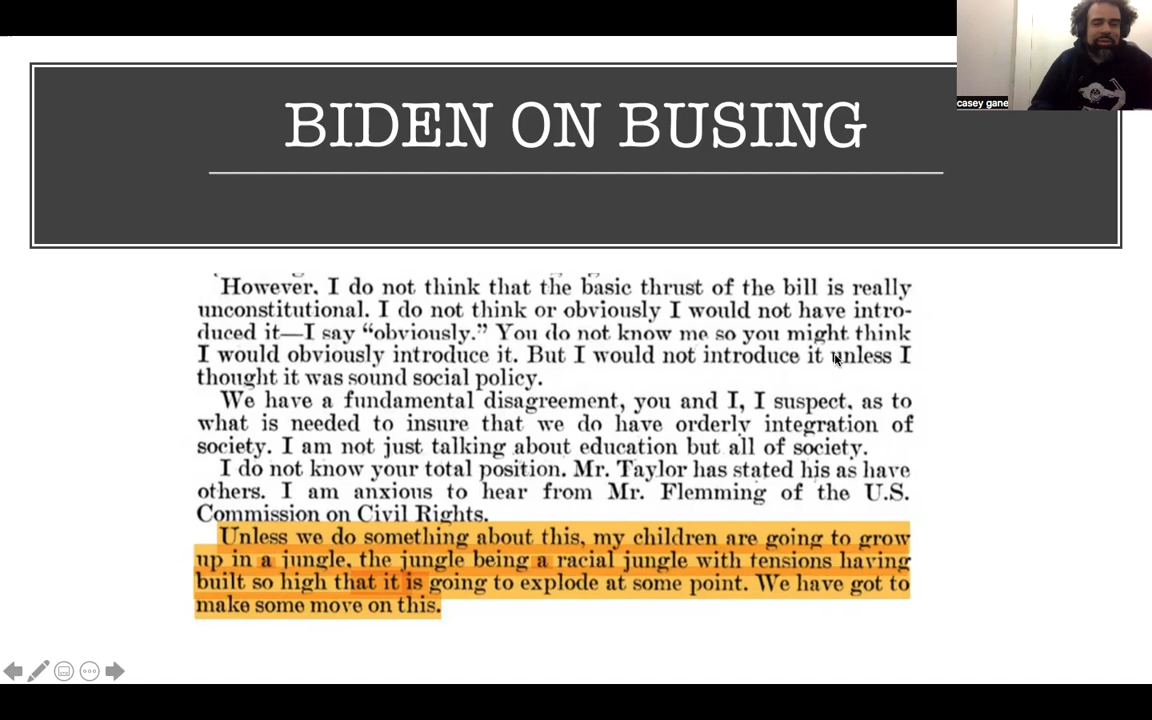 casey gane
BIDEN ON BUSING
However, I do not think that the basic thrust of the bill is really
unconstitutional. I do not think or obviously I would not have intro-
duced it—I say “obviously.” You do not know me so you might think
I would obviously introduce it. But I would not introduce it unless I
thought it was sound social policy.
We have a fundamental disagreement, you and I, I suspect, as to
what is needed to insure that we do have orderly integration of
society. I am not just talking about education but all of society.
I do not know your total position. Mr. Taylor has stated his as have
others. I am anxious to hear from Mr. Flemming of the U.S.
Commission on Civil Rights.
Unless we do something about this, my children are going to grow
up in a jungle, the jungle being a racial jungle with tensions having
built so high that it is going to explode at some point. We have got to
make some move on this.